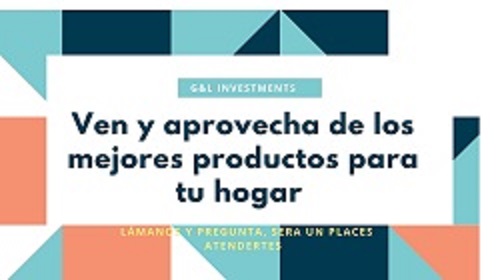 G&L INVESTMENTS
Ven y aprovecha de los
mejores productos para
tu hogar
LÁMANOS Y PREGUNTA, SERA UN PLACES
ATENDERTES